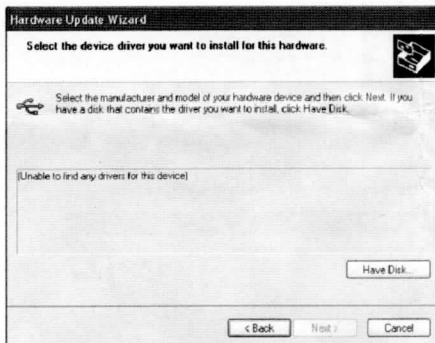 Hardware Update Wizard
Select the device driver you want to install for this hardware.
Select the manufacturer and model of your hardware device and then click Next. If you
have a disk that contains the driver you want to install, click Have Disk.
(Unable to find any drivers for this device)
Have Disk...
< Back
Next >
Cancel